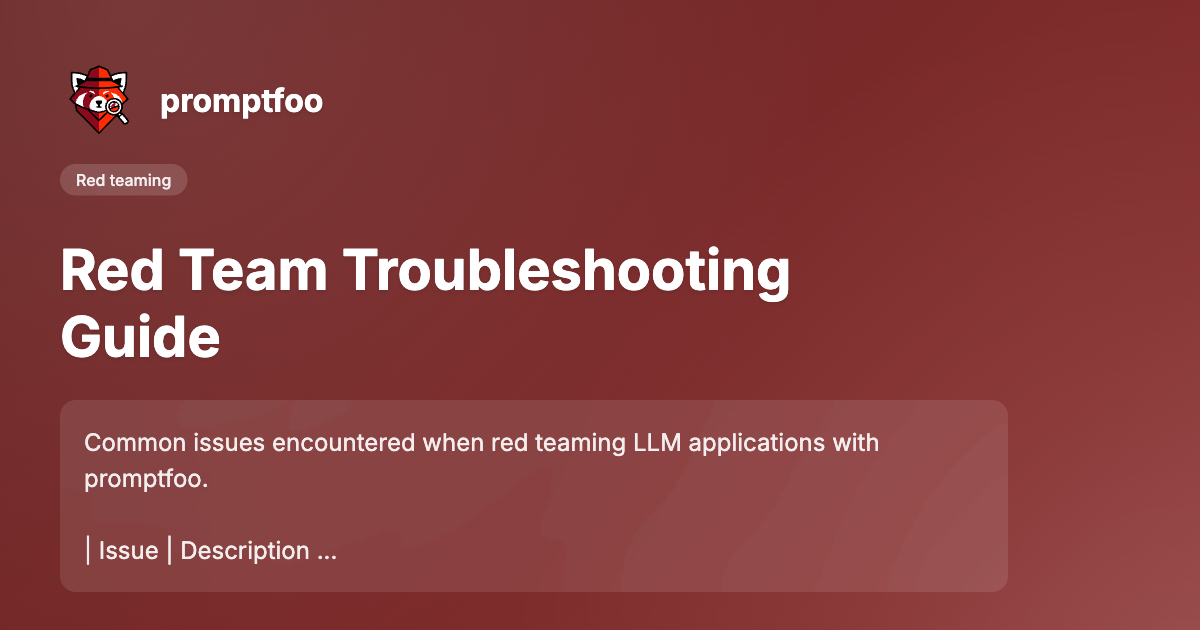 promptfoo
Red teaming
Red Team Troubleshooting
Guide
Common issues encountered when red teaming LLM applications with
promptfoo.
| Issue | Description ...